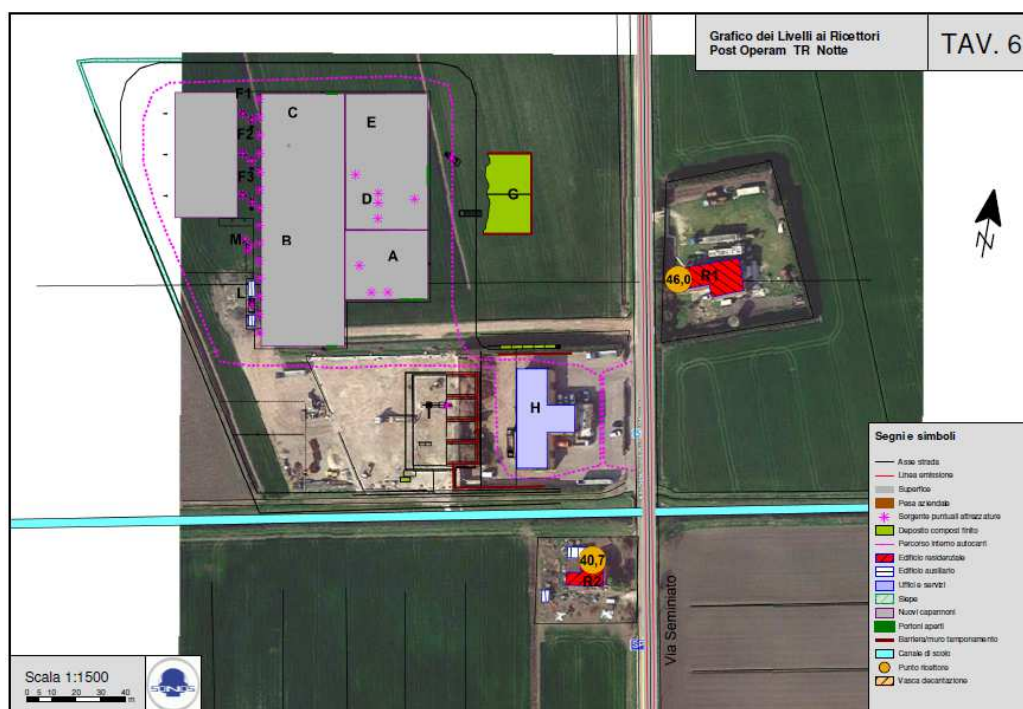 Grafico dei Livelli ai Ricettori
Post Operam TR Notte
TAV. 6
F1
C
E
F2
F3
D
G
M
B
A
46,0
R1
L
H
N
40,7
R2
Via Seminiato
Segni e simboli
Asse strada
Linea emissione
Superfice
Pesa aziendale
Sorgente puntuali attrezzature
Deposito compost finito
Percorso interno autocarri
Edificio residenziale
Edificio ausiliario
Uffici e servizi
Siepe
Nuovi capannoni
Portoni aperti
Barriera/muro tamponamento
Canale di scolo
Punto ricettore
Vasca decantazione
Scala 1:1500
0 5 10 20 30 40
m
SONOS